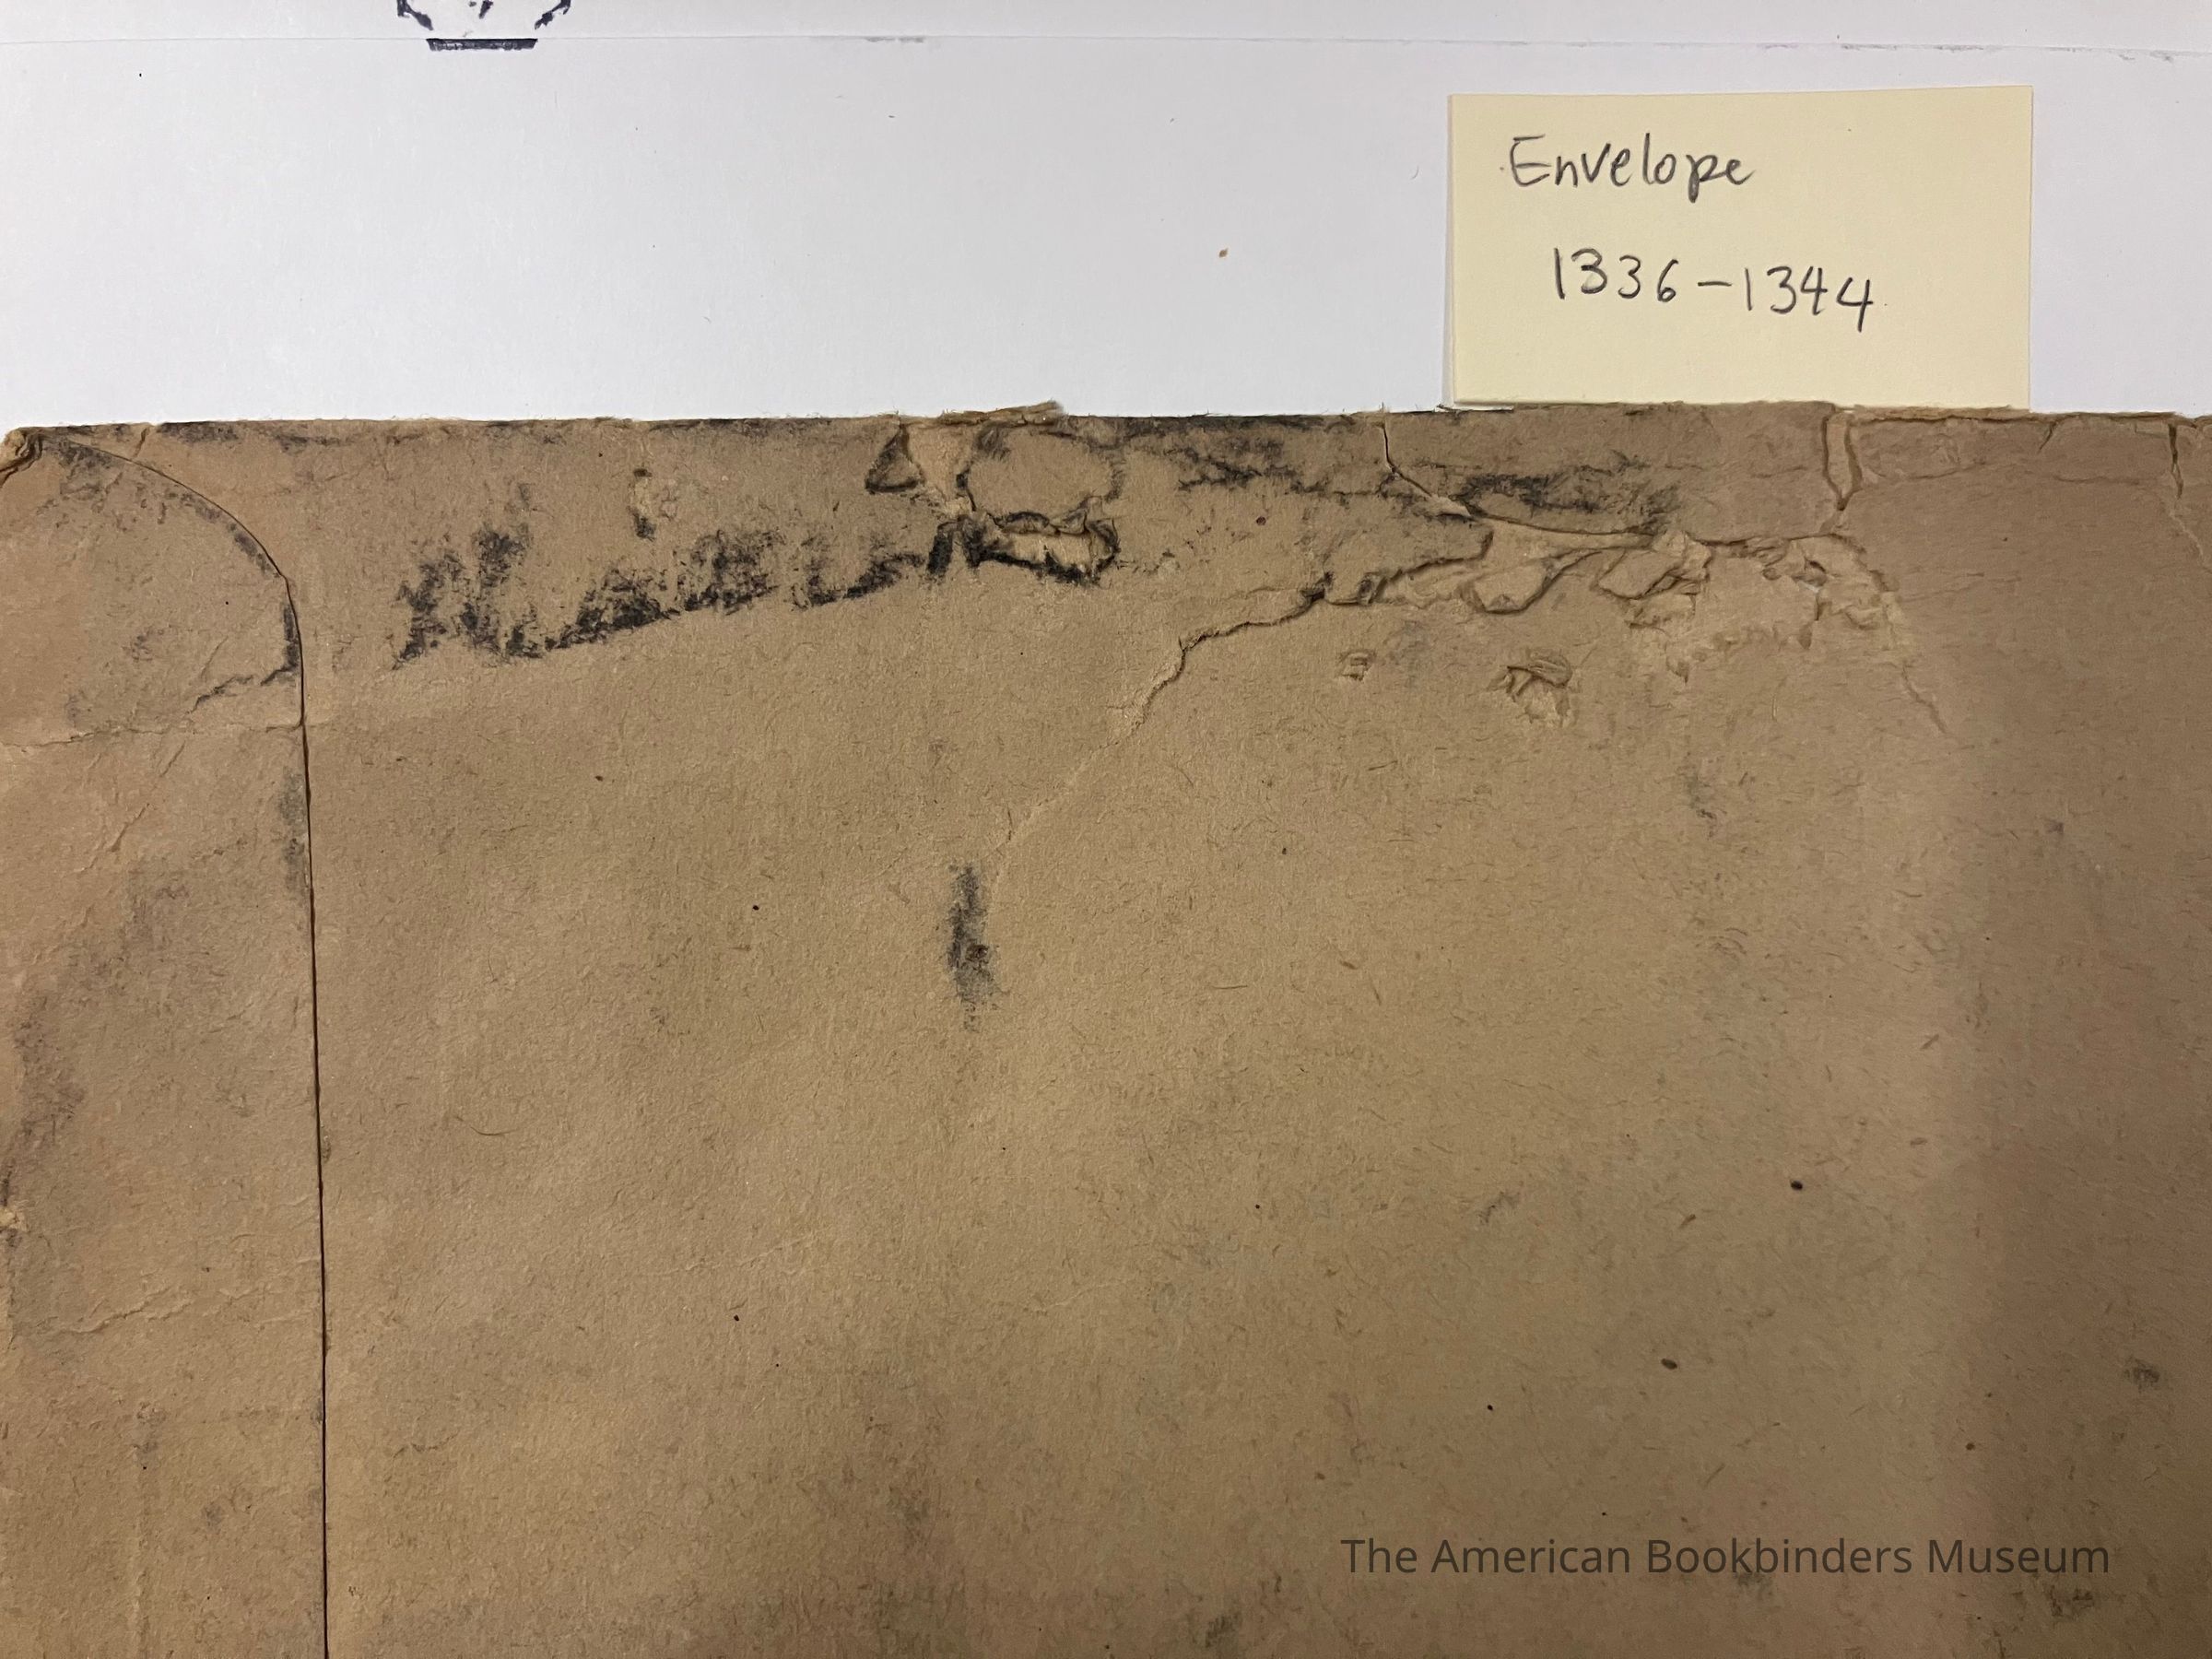 Envelope
1336-1344
The American Bookbinders Museum